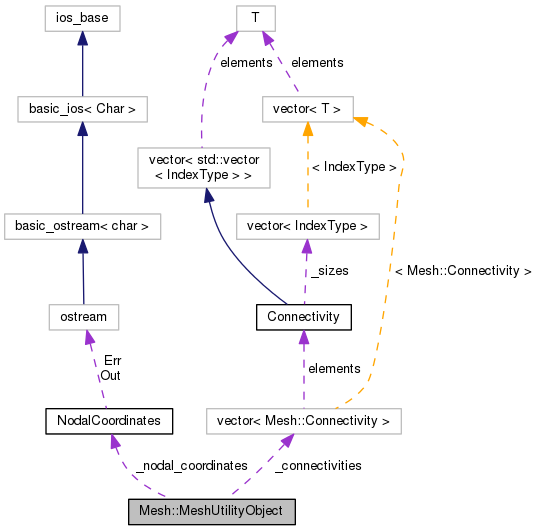 ios_base
T
elements
elements
basic_ios< Char >
vector< T >
vector< std::vector
< IndexType > >
< IndexType >
basic_ostream< char >
vector< IndexType >
_sizes
< Mesh::Connectivity >
ostream
Connectivity
Err
Out
elements
NodalCoordinates
vector< Mesh::Connectivity >
_nodal_coordinates
_connectivities
Mesh::MeshUtilityObject